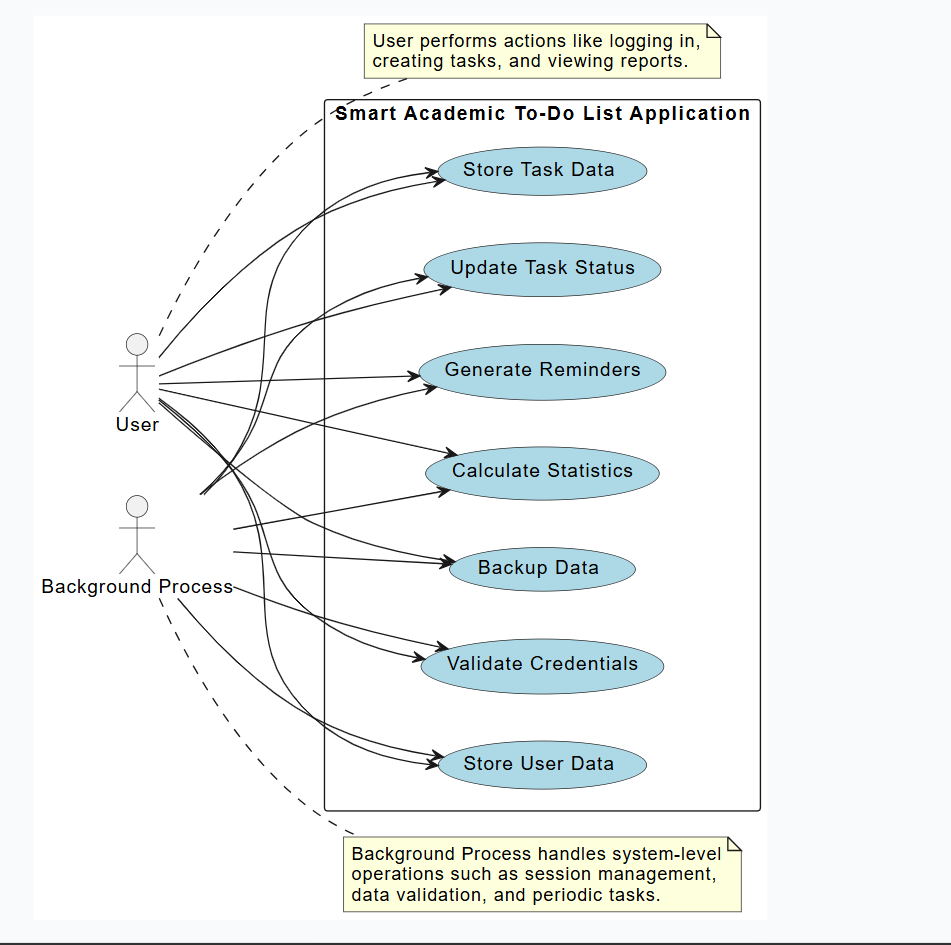 User performs actions like logging in,
creating tasks, and viewing reports.
Smart Academic To-Do List Application
Store Task Data
Update Task Status
Generate Reminders
User
Calculate Statistics
Backup Data
Background Process
Validate Credentials
Store User Data
Background Process handles system-level
operations such as session management,
data validation, and periodic tasks.